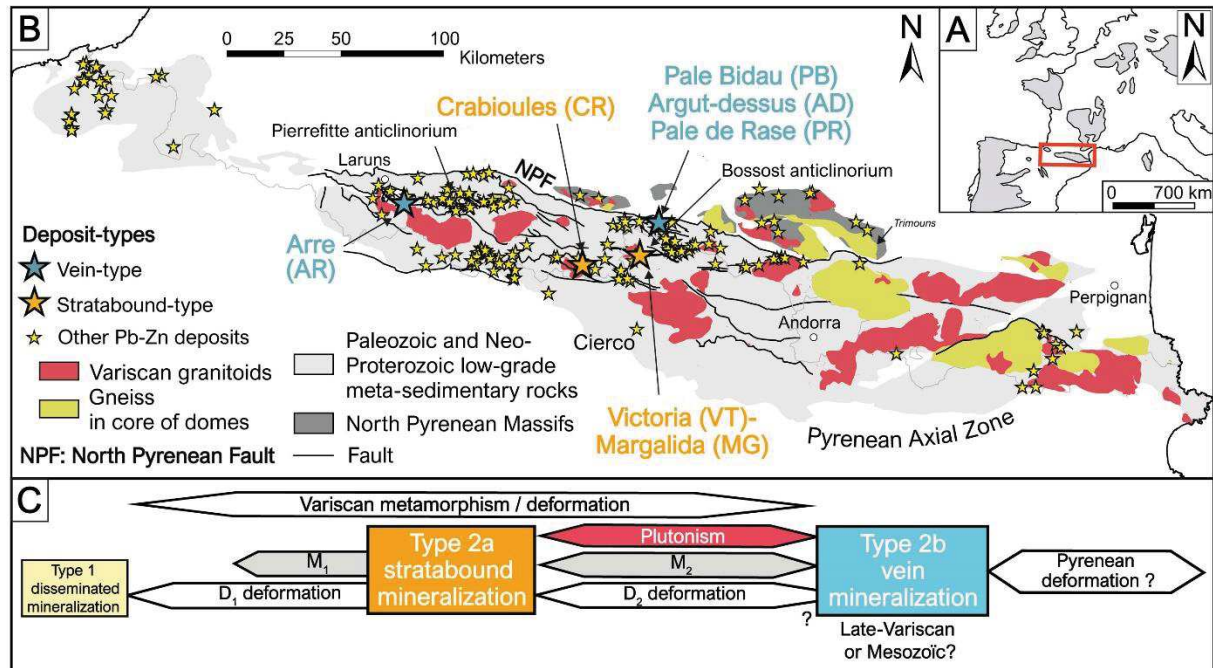 B
0 25 50 100
Kilometers
N
A
N
0 700 km
Pale Bidau (PB)
Argut-dessus (AD)
Pale de Rase (PR)
Crabioules (CR)
Pierrefitte anticlinorium
Laruns
NPF
Bossost anticlinorium
Trimouns
Deposit-types
Vein-type
Stratabound-type
Other Pb-Zn deposits
Variscan granitoids
Gneiss
in core of domes
NPF: North Pyrenean Fault
Arre
(AR)
Paleozoic and Neo-
Proterozoic low-grade
meta-sedimentary rocks
North Pyrenean Massifs
Fault
Cierco
Andorra
Perpignan
Victoria (VT)-
Margalida (MG)
Pyrenean Axial Zone
C
Variscan metamorphism / deformation
Type 1
disseminated
mineralization
M1
D1 deformation
Type 2a
stratabound
mineralization
Plutonism
M2
D2 deformation
?
Type 2b
vein
mineralization
Late-Variscan
or Mesozoïc?
Pyrenean
deformation ?